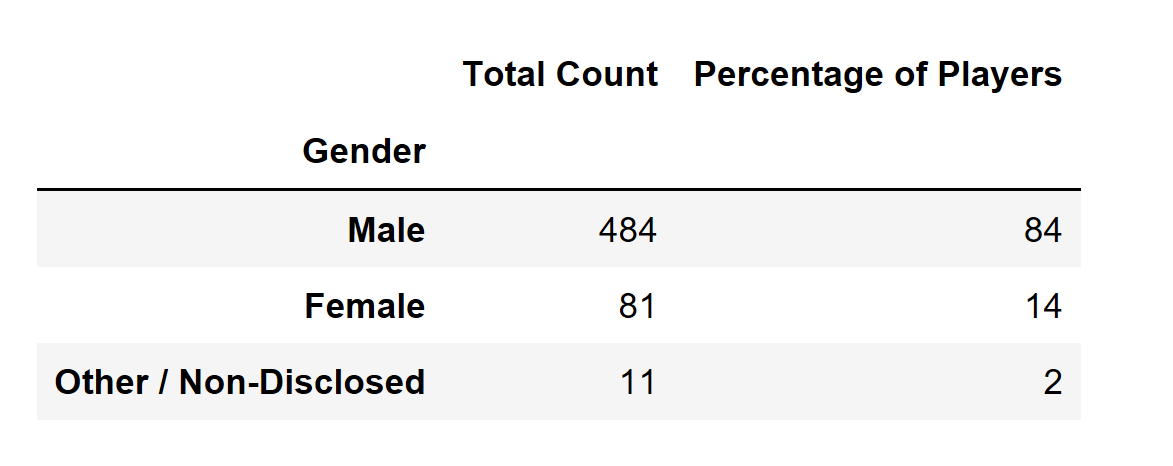 Total Count Percentage of Players
Gender
Male 484 84
Female 81 14
Other / Non-Disclosed 11 2